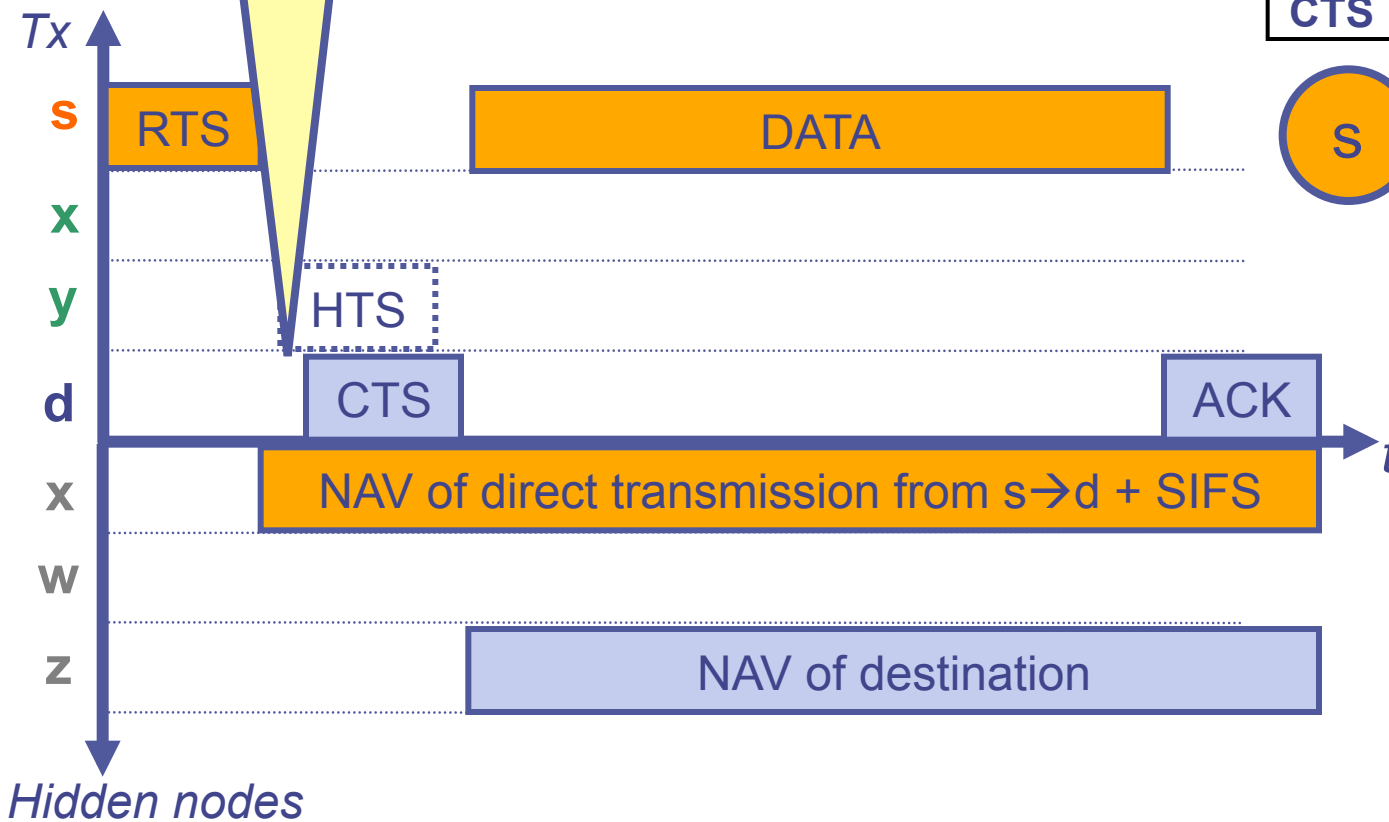 Tx
CTS
s
RTS
DATA
s
x
y
HTS
d
CTS
ACK
t
x
NAV of direct transmission from s→d + SIFS
w
z
NAV of destination
Hidden nodes